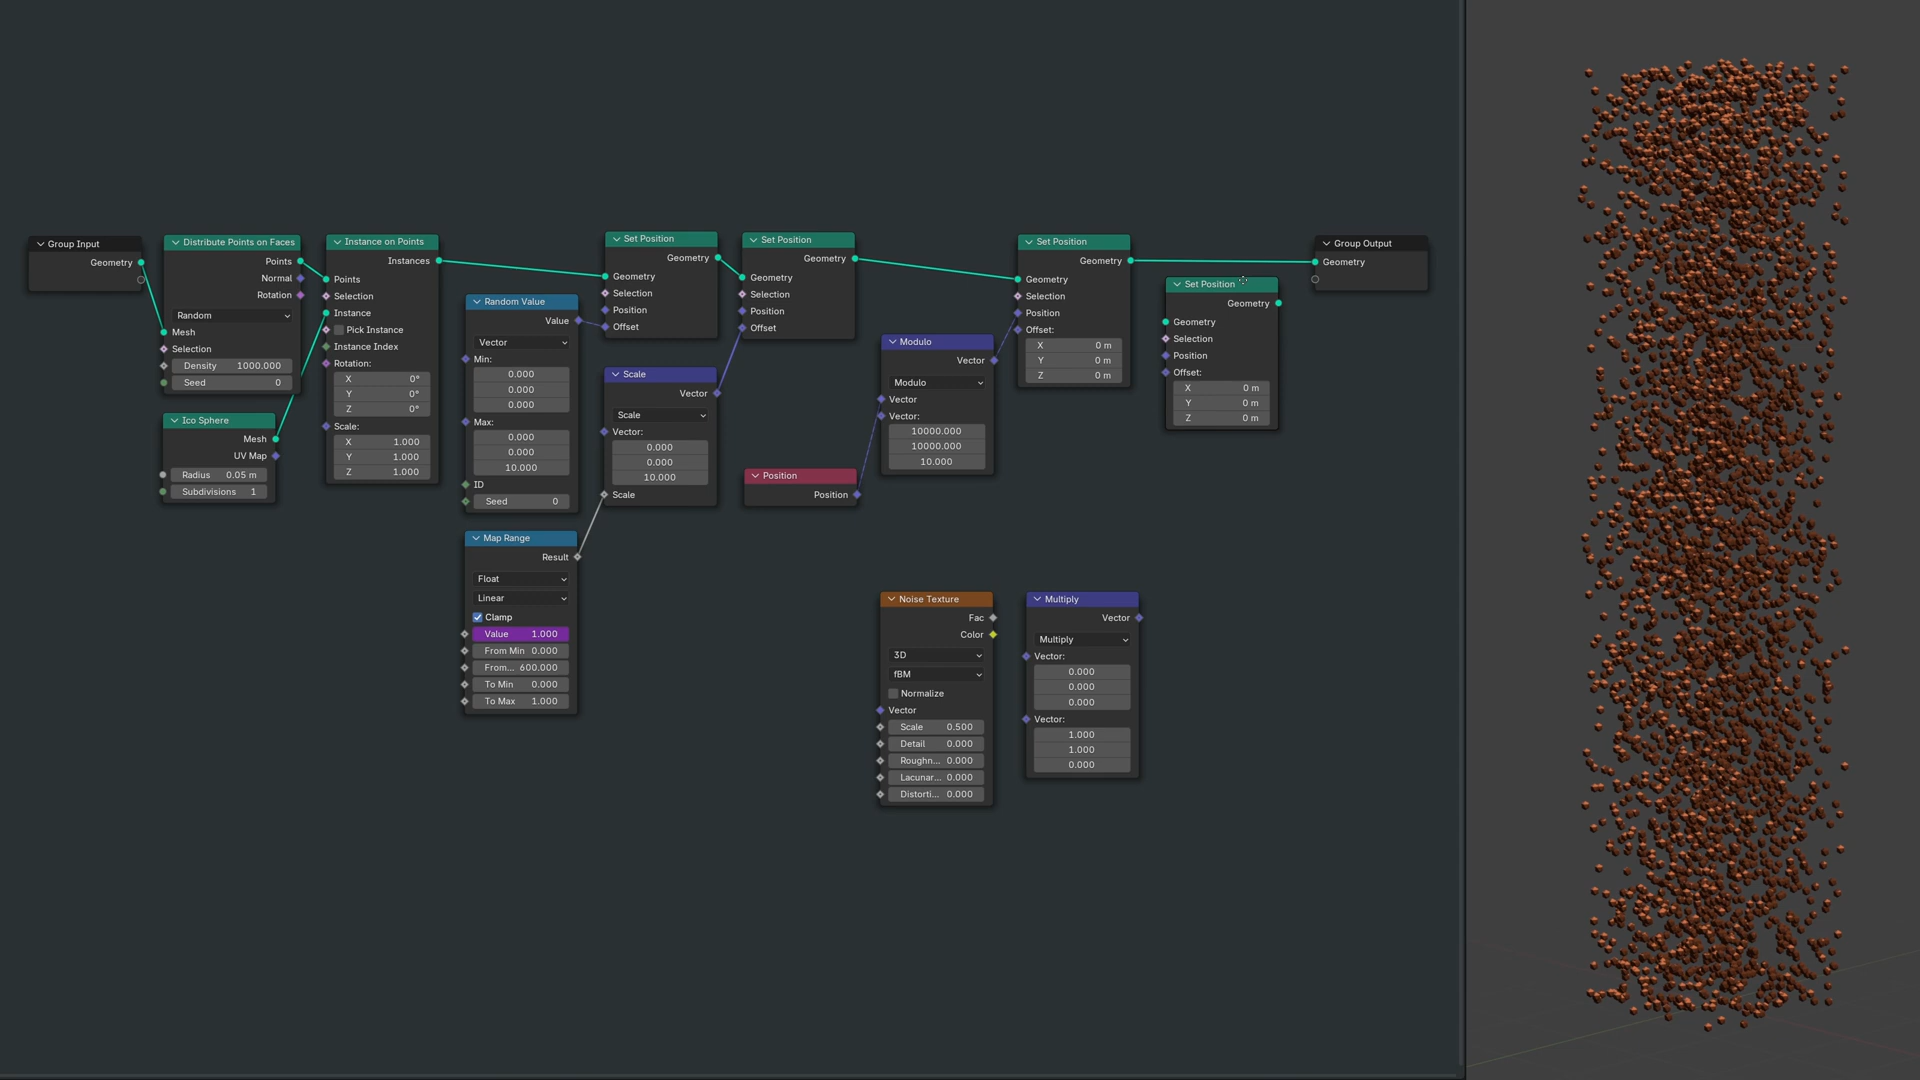 Group Input
Geometry
Distribute Points on Faces
Points
Normal
Rotation
Random
Mesh
Selection
Density 1000.000
Seed 0
Ico Sphere
Mesh
UV Map
Radius 0.05 m
Subdivisions 1
Instance on Points
Instances
Points
Selection
Instance
Pick Instance
Instance Index
Rotation:
X 0°
Y 0°
Z 0°
Scale:
X 1.000
Y 1.000
Z 1.000
Random Value
Value
Vector
Min:
0.000
0.000
0.000
Max:
0.000
0.000
10.000
ID
Seed 0
Map Range
Result
Float
Linear
Clamp
Value 1.000
From Min 0.000
From... 600.000
To Min 0.000
To Max 1.000
Set Position
Geometry
Geometry
Selection
Position
Offset
Scale
Vector
Scale
Vector:
0.000
0.000
10.000
Scale
Set Position
Geometry
Geometry
Selection
Position
Offset
Position
Position
Modulo
Vector
Modulo
Vector
Vector:
10000.000
10000.000
10.000
Set Position
Geometry
Geometry
Selection
Position
Offset:
X 0 m
Y 0 m
Z 0 m
Set Position
Geometry
Geometry
Selection
Position
Offset:
X 0 m
Y 0 m
Z 0 m
Group Output
Geometry
Noise Texture
Fac
Color
3D
fBM
Normalize
Vector
Scale 0.500
Detail 0.000
Roughn... 0.000
Lacunar... 0.000
Distorti... 0.000
Multiply
Vector
Multiply
Vector:
0.000
0.000
0.000
Vector:
1.000
1.000
0.000